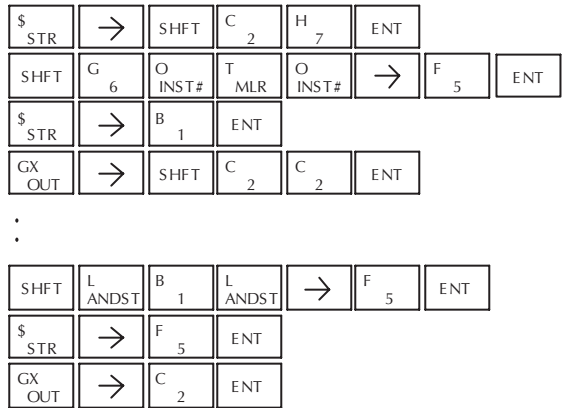 $ STR → SHFT C 2 H 7 ENT
SHFT G 6 O INST# T MLR O INST# → F 5 ENT
$ STR → B 1 ENT
GX OUT → SHFT C 2 C 2 ENT
:
SHFT L ANDST B 1 L ANDST → F 5 ENT
$ STR → F 5 ENT
GX OUT → C 2 ENT